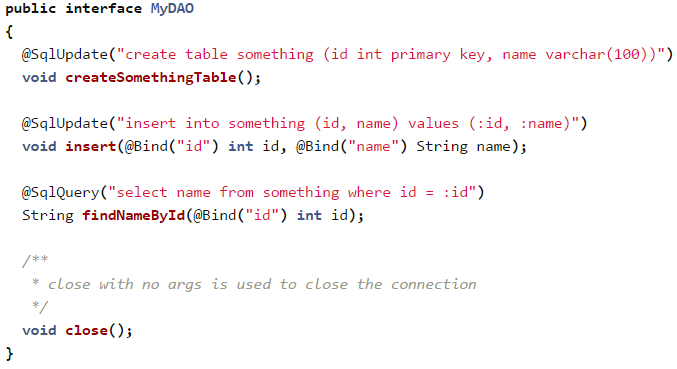 public interface MyDAO
{
  @SqlUpdate("create table something (id int primary key, name varchar(100))")
  void createSomethingTable();

  @SqlUpdate("insert into something (id, name) values (:id, :name)")
  void insert(@Bind("id") int id, @Bind("name") String name);

  @SqlQuery("select name from something where id = :id")
  String findNameById(@Bind("id") int id);

  /**
   * close with no args is used to close the connection
   */
  void close();
}